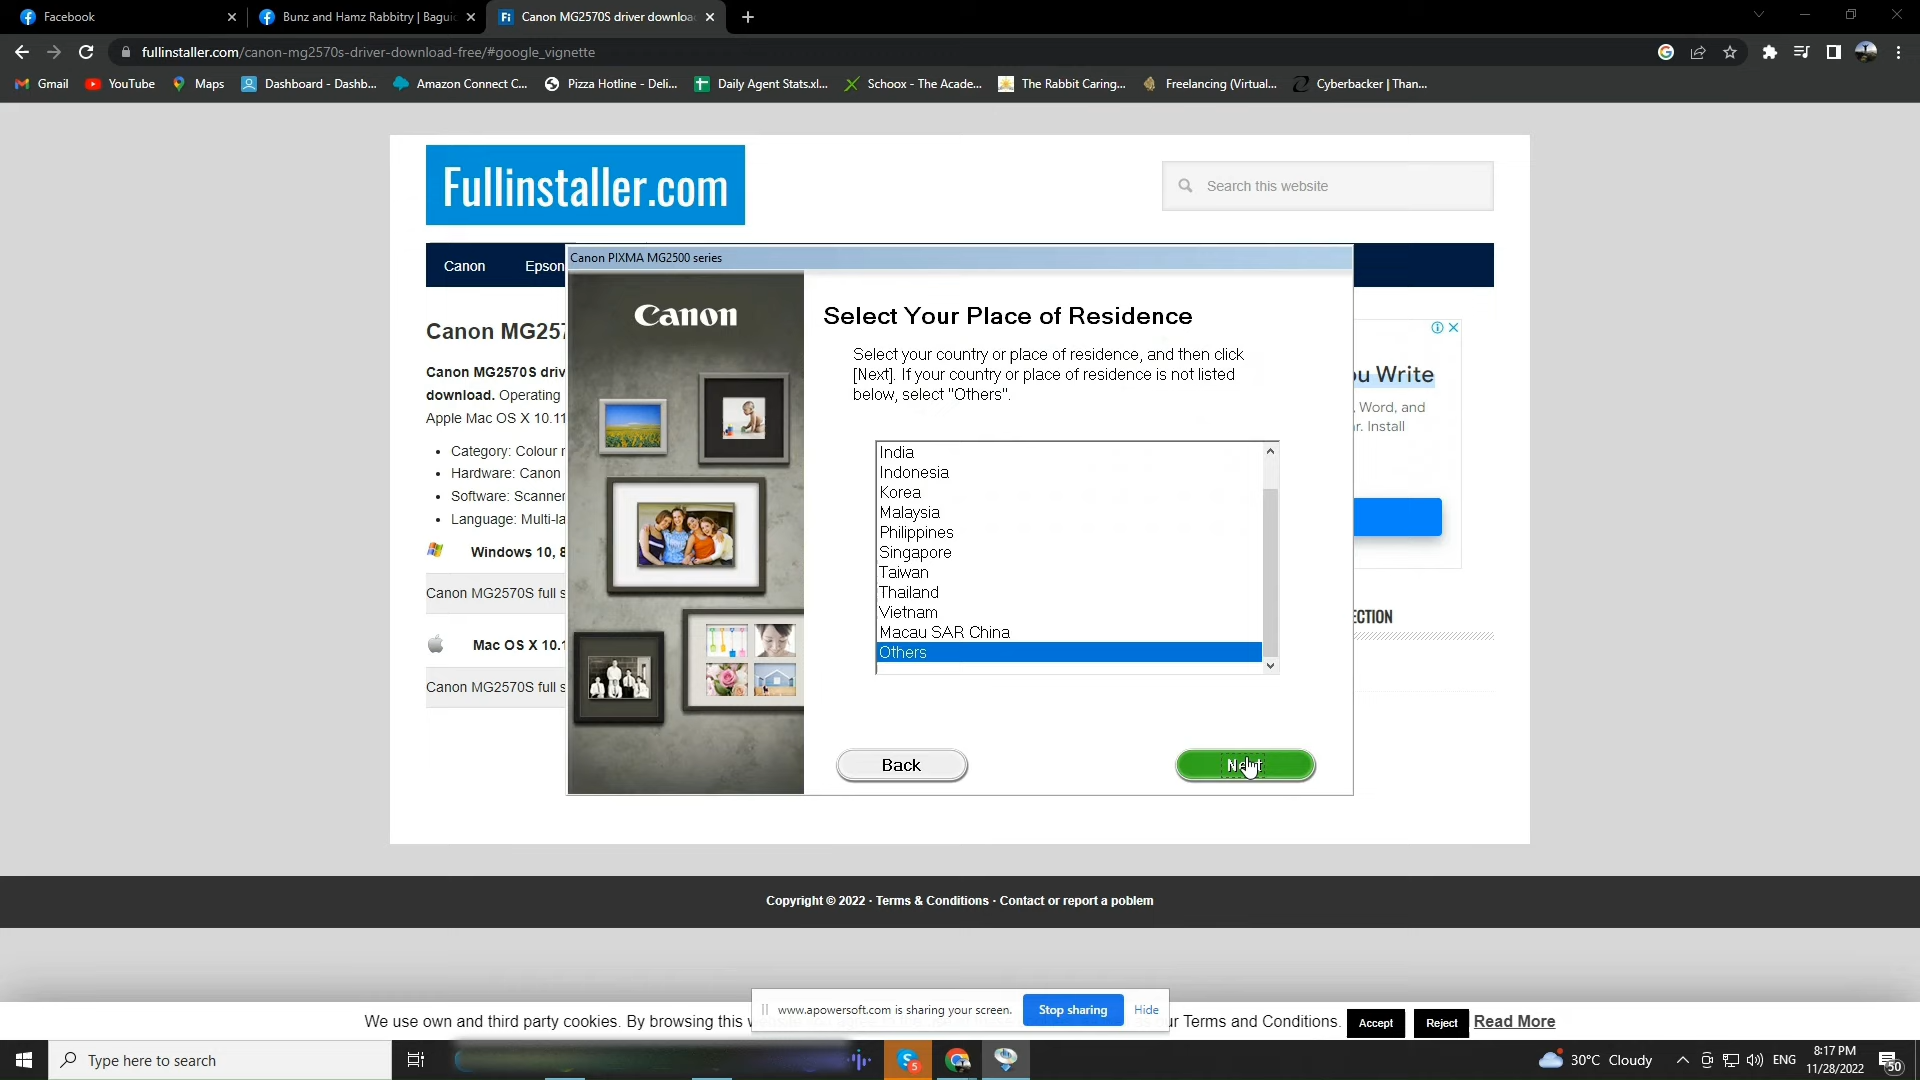 Facebook
Bunz and Hamz Rabbitry | Bagui
Canon MG2570S driver downloa
fullinstaller.com/canon-mg2570s-driver-download-free/#google_vignette
Gmail
YouTube
Maps
Dashboard - Dashb...
Amazon Connect C...
Pizza Hotline - Deli...
Daily Agent Stats.xl...
Schoox - The Acade...
The Rabbit Caring...
Freelancing (Virtual...
Cyberbacker | Than...
Fullinstaller.com
Search this website
Canon
Epson
Canon PIXMA MG2500 series
Canon MG257
Canon MG2570S driv
download. Operating
Apple Mac OS X 10.11
Category: Colour
Hardware: Canon
Software: Scanner
Language: Multi-la
Windows 10, 8
Canon MG2570S full s
Mac OS X 10.1
Canon MG2570S full s
Canon
Select Your Place of Residence
Select your country or place of residence, and then click
[Next]. If your country or place of residence is not listed
below, select "Others".
India
Indonesia
Korea
Malaysia
Philippines
Singapore
Taiwan
Thailand
Vietnam
Macau SAR China
Others
Back
Next
ou Write
, Word, and
r. Install
ECTION
Copyright © 2022 · Terms & Conditions · Contact or report a poblem
We use own and third party cookies. By browsing this w
ur Terms and Conditions.
Accept
Reject
Read More
www.apowersoft.com is sharing your screen.
Stop sharing
Hide
Type here to search
5
30°C Cloudy
ENG
8:17 PM
11/28/2022
50